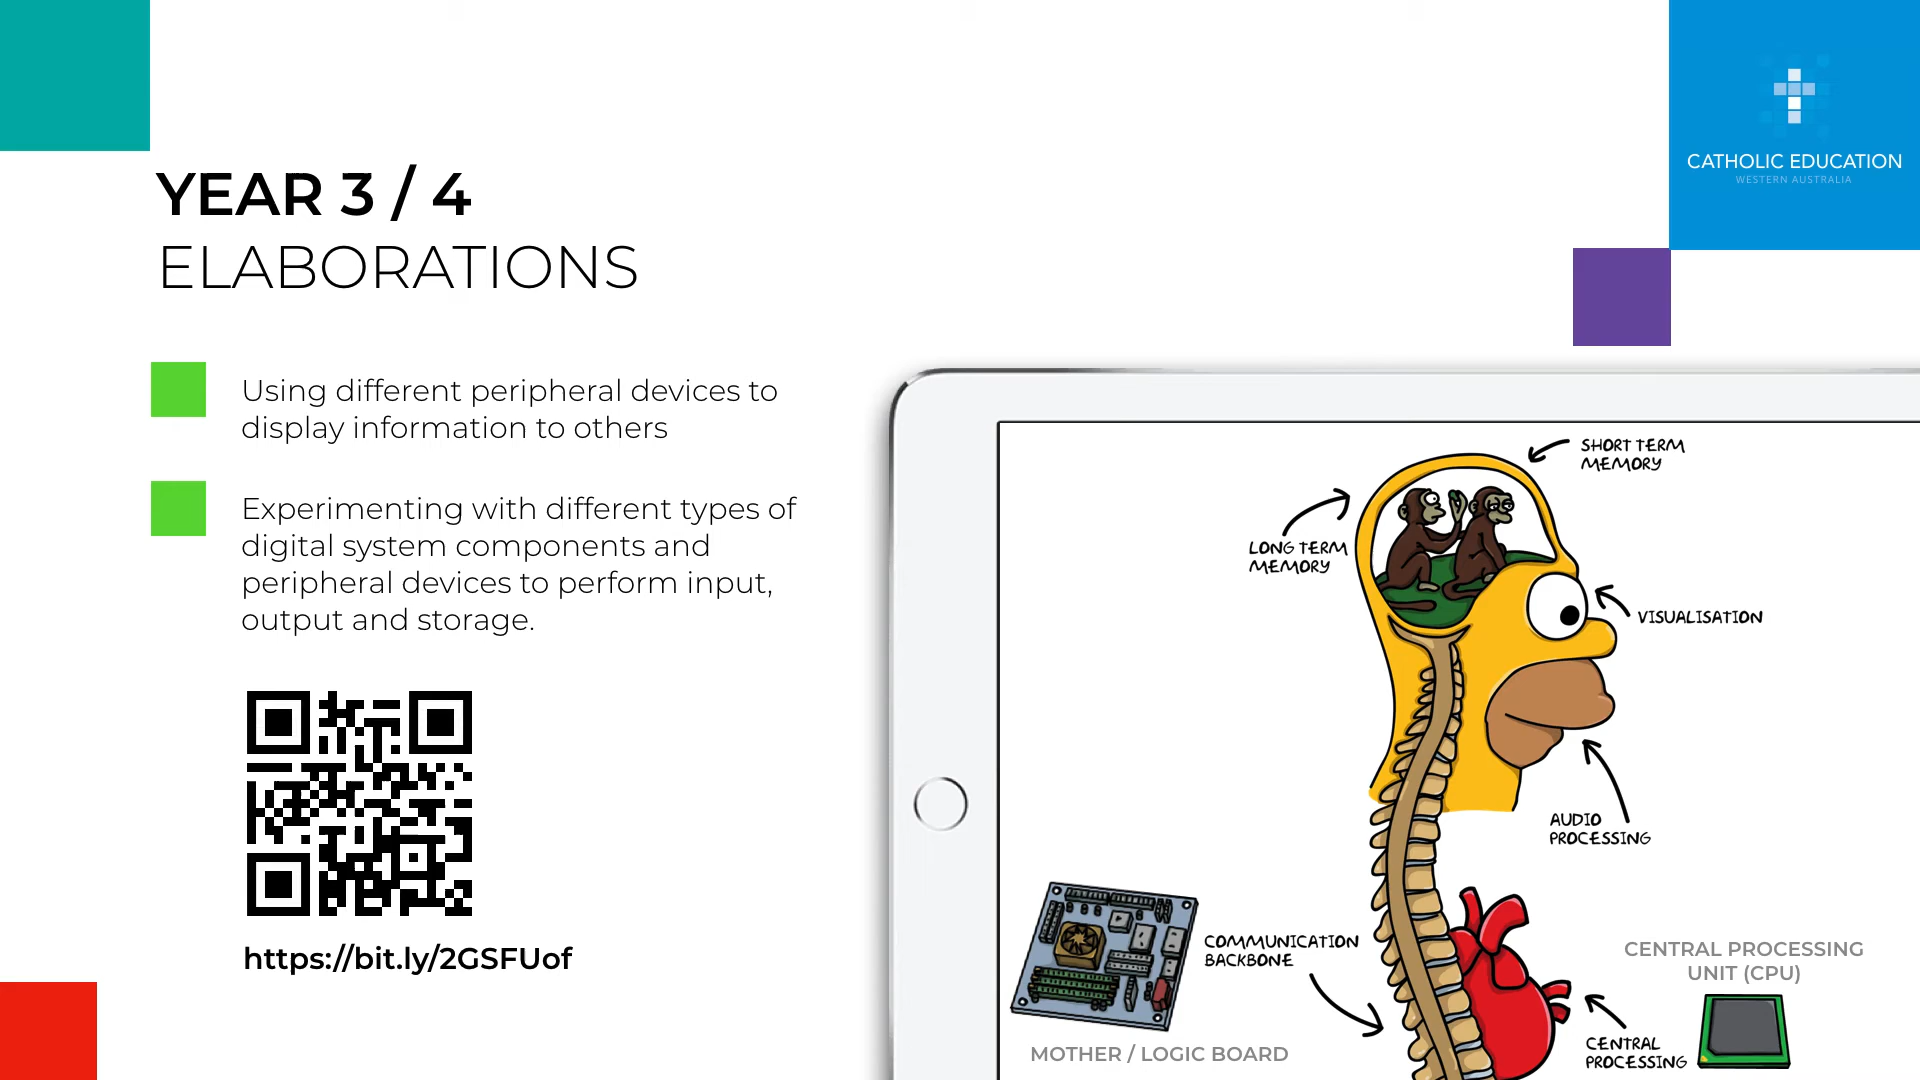 CATHOLIC EDUCATION
WESTERN AUSTRALIA
YEAR 3 / 4
ELABORATIONS
Using different peripheral devices to
display information to others
Experimenting with different types of
digital system components and
peripheral devices to perform input,
output and storage.
https://bit.ly/2GSFUof
SHORT TERM
MEMORY
LONG TERM
MEMORY
VISUALISATION
AUDIO
PROCESSING
COMMUNICATION
BACKBONE
MOTHER / LOGIC BOARD
CENTRAL PROCESSING
UNIT (CPU)
CENTRAL
PROCESSING